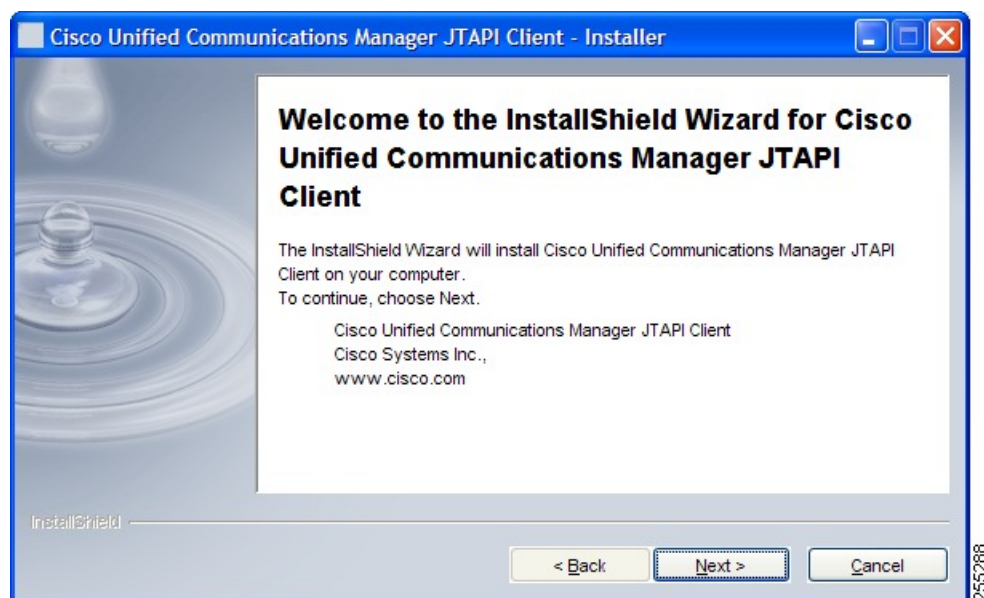 Cisco Unified Communications Manager JTAPI Client - Installer
Welcome to the InstallShield Wizard for Cisco
Unified Communications Manager JTAPI
Client
The InstallShield Wizard will install Cisco Unified Communications Manager JTAPI
Client on your computer.
To continue, choose Next.
Cisco Unified Communications Manager JTAPI Client
Cisco Systems Inc.,
www.cisco.com
InstallShield
< Back
Next >
Cancel
255288